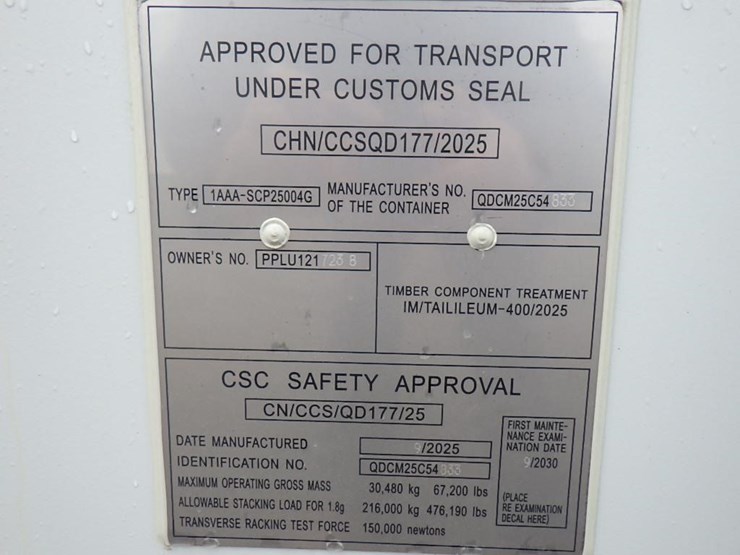 APPROVED FOR TRANSPORT
UNDER CUSTOMS SEAL
CHN/CCSQD177/2025
TYPE 1AAA-SCP25004G MANUFACTURER'S NO. OF THE CONTAINER QDCM25C54
OWNER'S NO. PPLU121723 8
TIMBER COMPONENT TREATMENT
IM/TAILILEUM-400/2025
CSC SAFETY APPROVAL
CN/CCS/QD177/25
DATE MANUFACTURED 9/2025
IDENTIFICATION NO. QDCM25C54
MAXIMUM OPERATING GROSS MASS 30,480 kg 67,200 lbs
ALLOWABLE STACKING LOAD FOR 1.8g 216,000 kg 476,190 lbs
TRANSVERSE RACKING TEST FORCE 150,000 newtons
FIRST MAINTE-
NANCE EXAMI-
NATION DATE
9/2030
(PLACE
RE EXAMINATION
DECAL HERE)